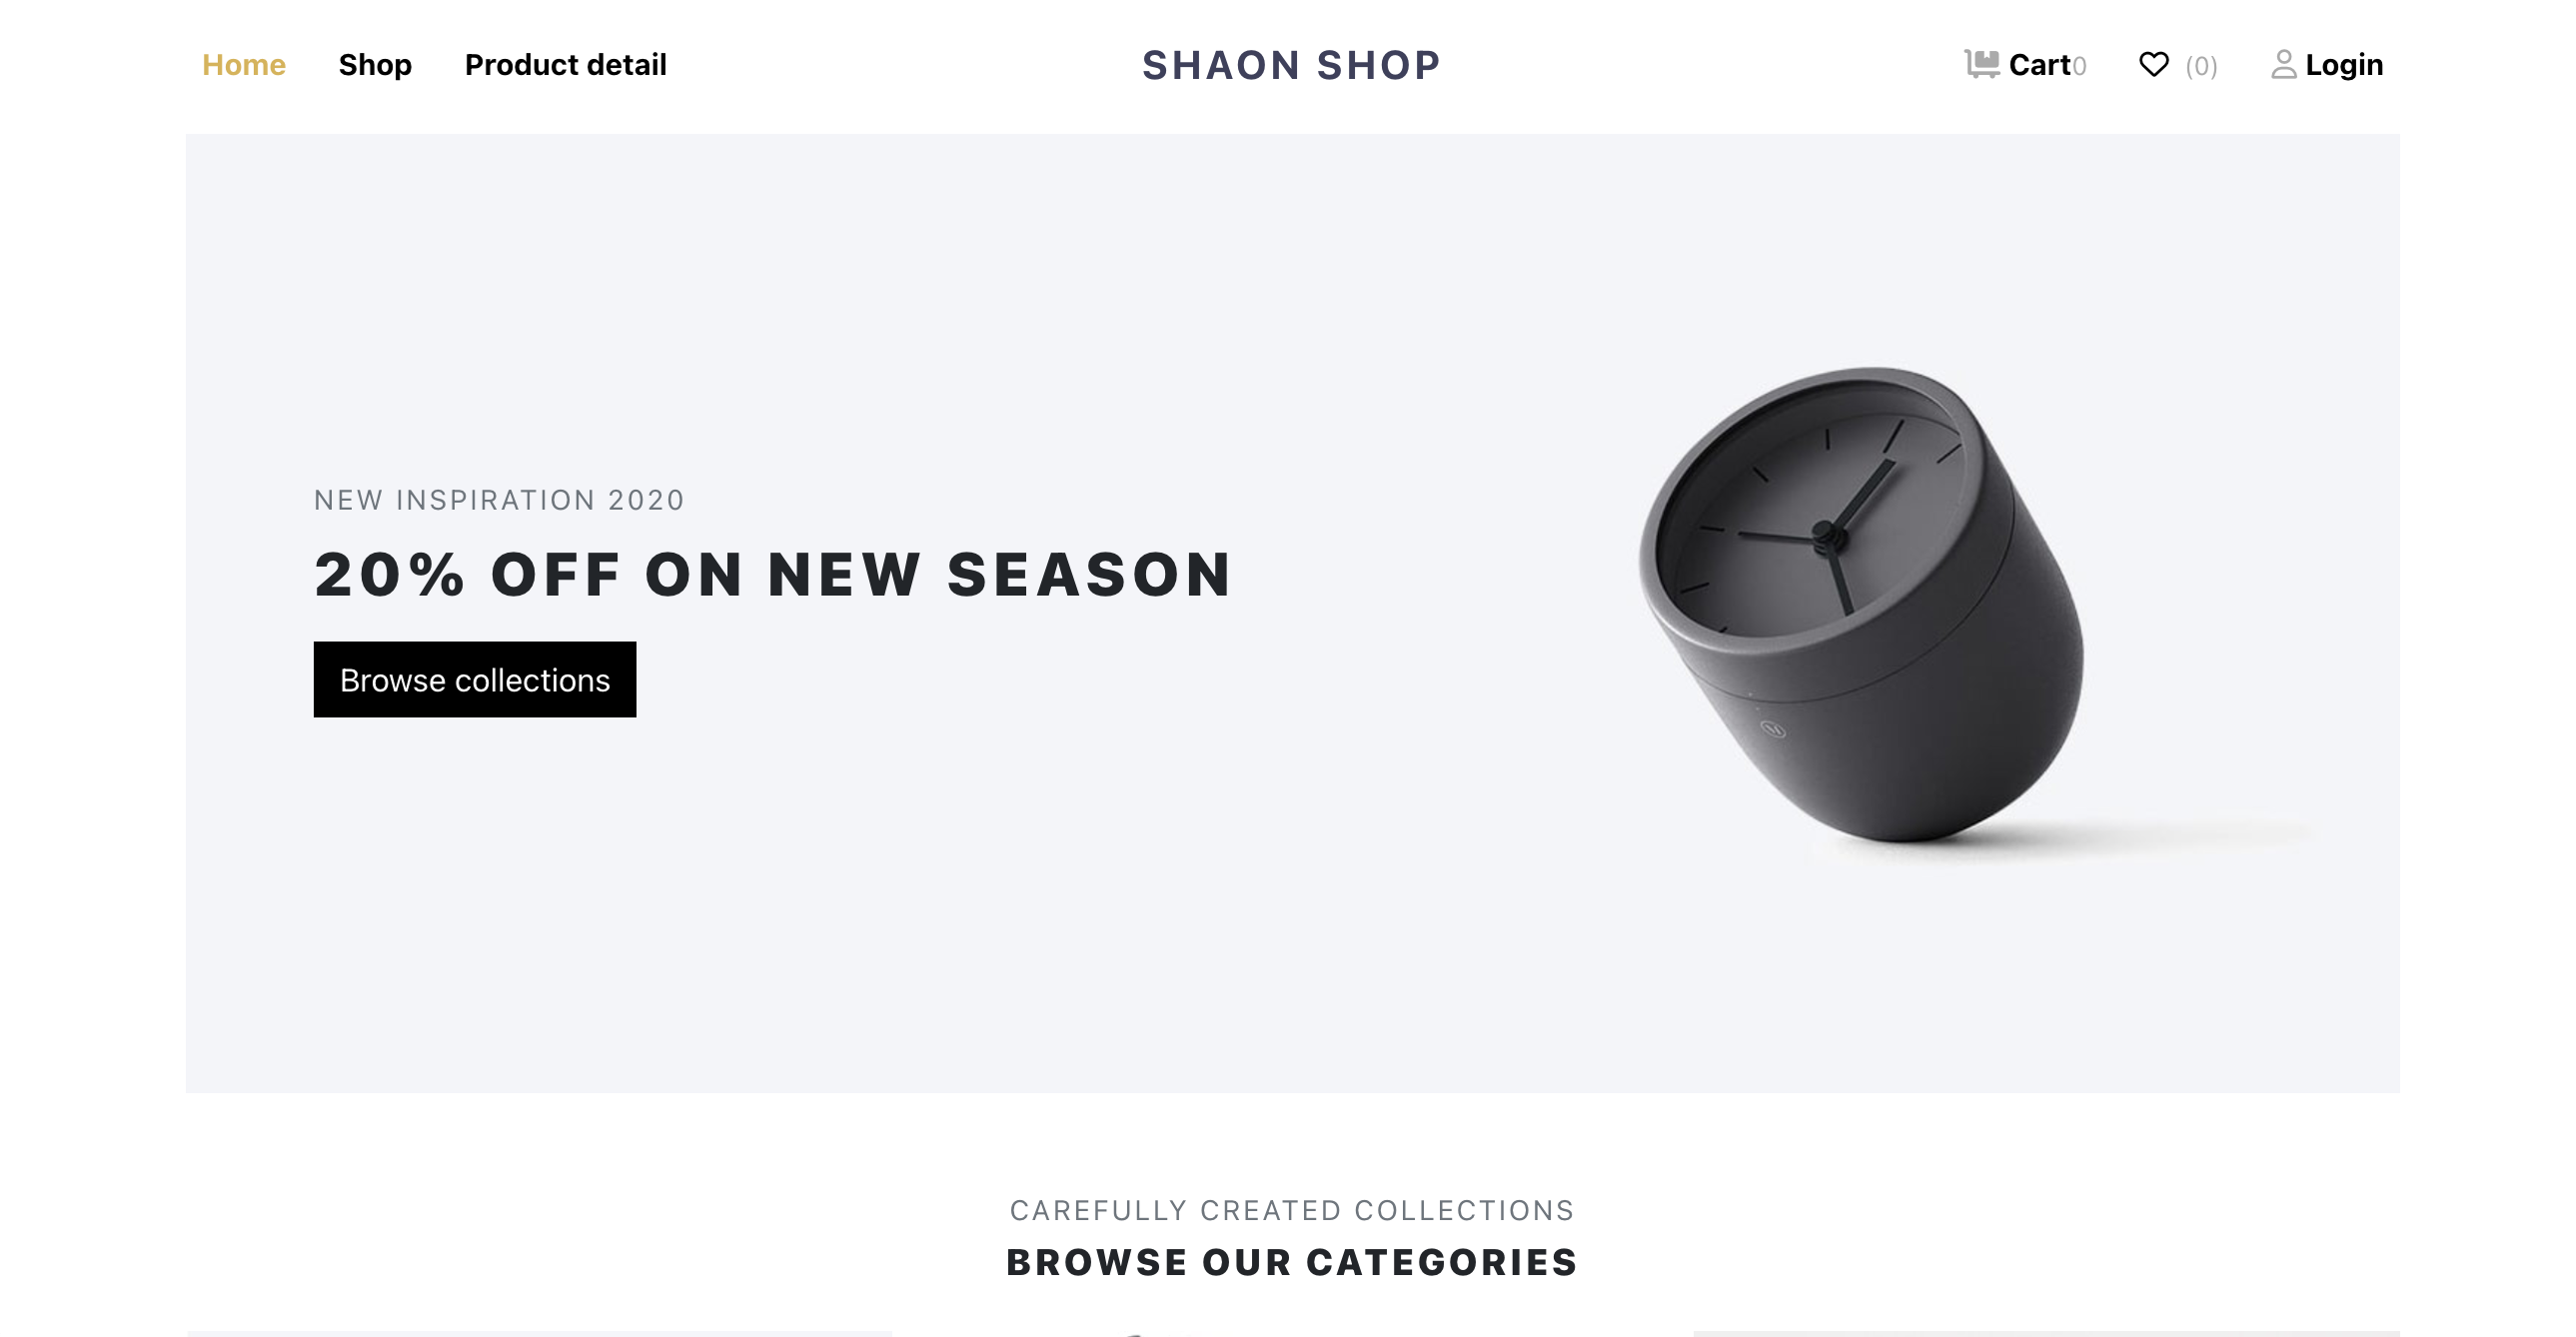 Home Shop Product detail SHAON SHOP Cart0 (0) Login
NEW INSPIRATION 2020
20% OFF ON NEW SEASON
Browse collections
CAREFULLY CREATED COLLECTIONS
BROWSE OUR CATEGORIES